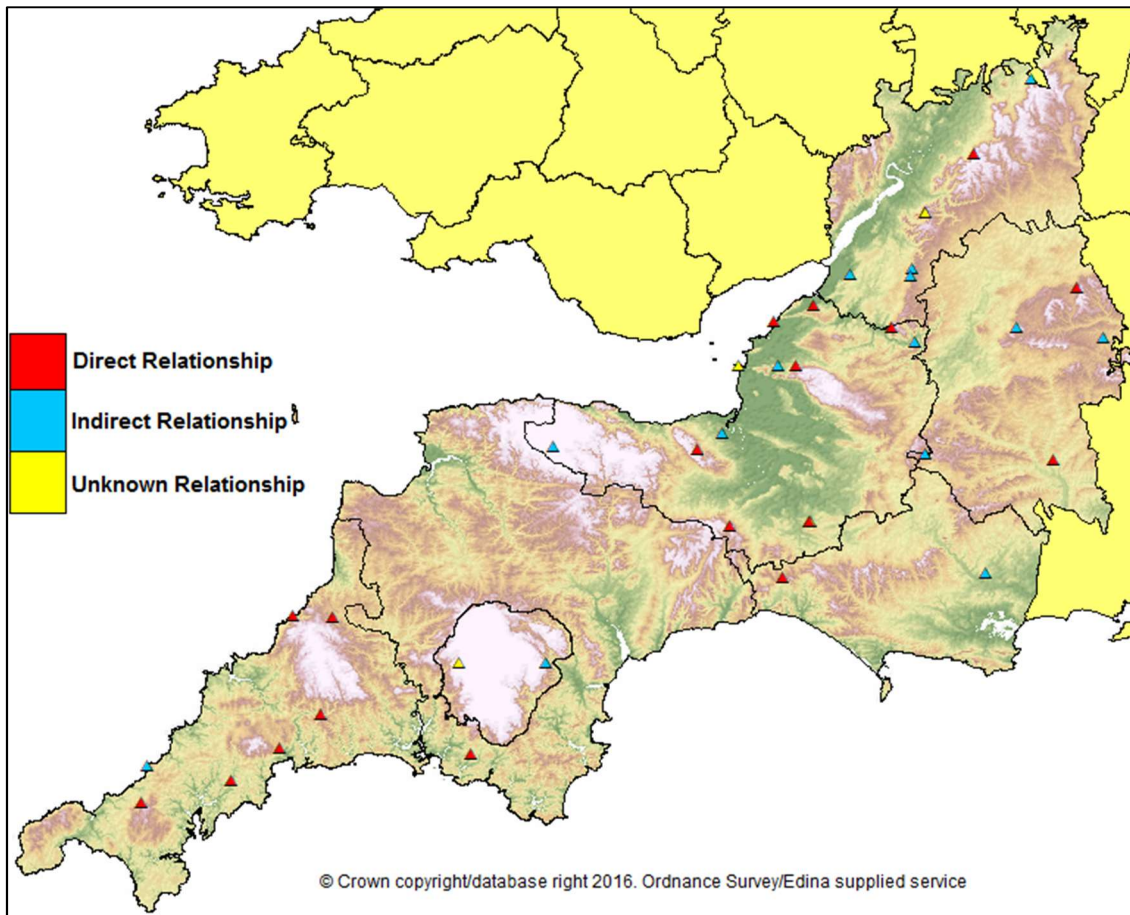 Direct Relationship
Indirect Relationship
Unknown Relationship
© Crown copyright/database right 2016. Ordnance Survey/Edina supplied service